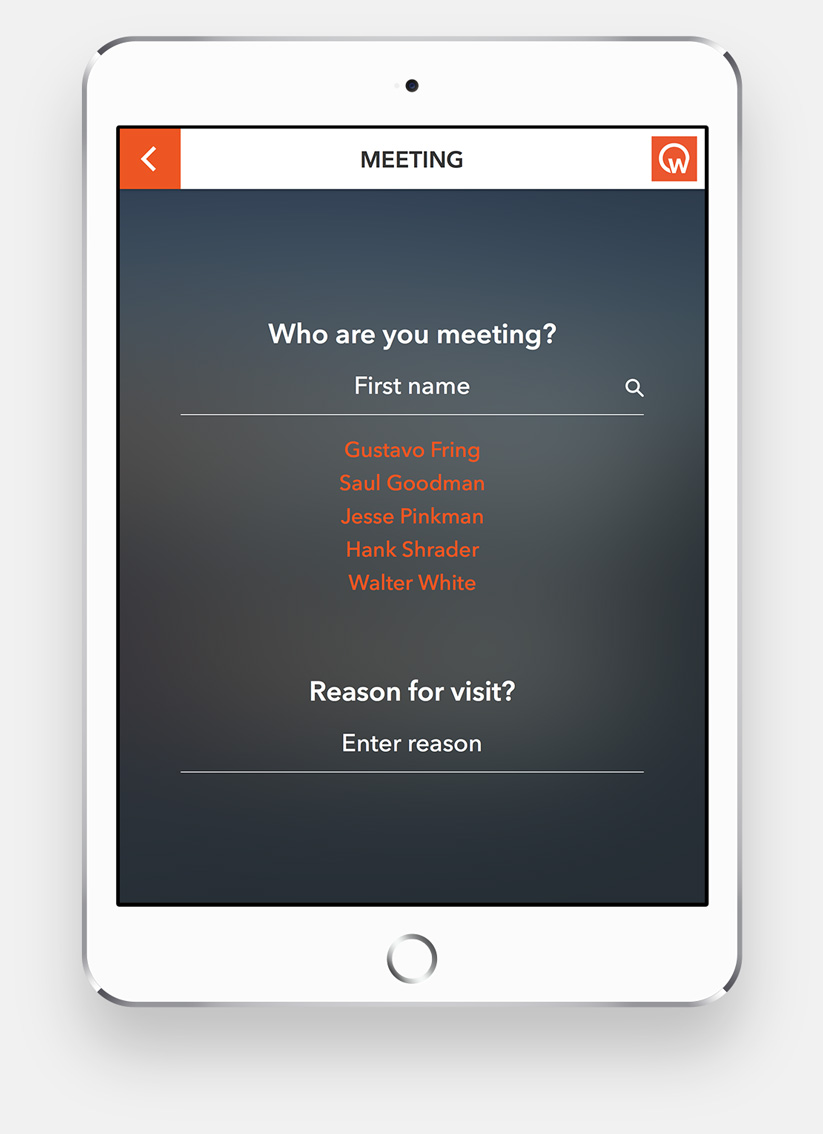 MEETING
W
Who are you meeting?
First name
Gustavo Fring
Saul Goodman
Jesse Pinkman
Hank Shrader
Walter White
Reason for visit?
Enter reason